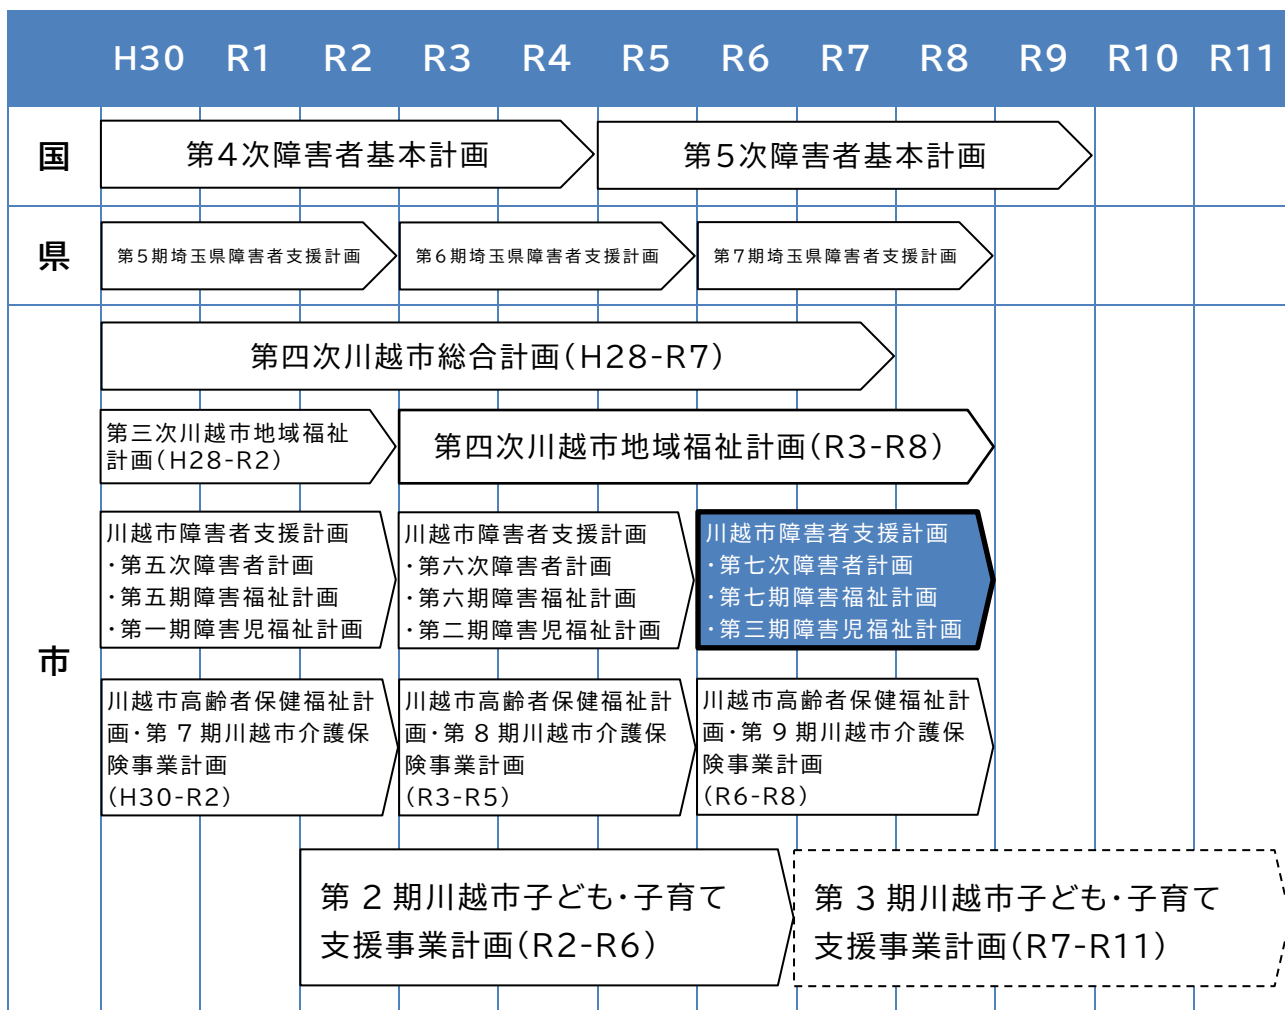 H30 R1 R2 R3 R4 R5 R6 R7 R8 R9 R10 R11
国
第４次障害者基本計画
第５次障害者基本計画
県
第５期埼玉県障害者支援計画
第６期埼玉県障害者支援計画
第７期埼玉県障害者支援計画
市
第四次川越市総合計画(H28-R7)
第三次川越市地域福祉
計画(H28-R2)
第四次川越市地域福祉計画(R3-R8)
川越市障害者支援計画
・第五次障害者計画
・第五期障害福祉計画
・第一期障害児福祉計画
川越市障害者支援計画
・第六次障害者計画
・第六期障害福祉計画
・第二期障害児福祉計画
川越市障害者支援計画
・第七次障害者計画
・第七期障害福祉計画
・第三期障害児福祉計画
川越市高齢者保健福祉計
画・第 7 期川越市介護保
険事業計画
(H30-R2)
川越市高齢者保健福祉計
画・第 8 期川越市介護保
険事業計画
(R3-R5)
川越市高齢者保健福祉計
画・第 9 期川越市介護保
険事業計画
(R6-R8)
第 2 期川越市子ども・子育て
支援事業計画(R2-R6)
第 3 期川越市子ども・子育て
支援事業計画(R7-R11)